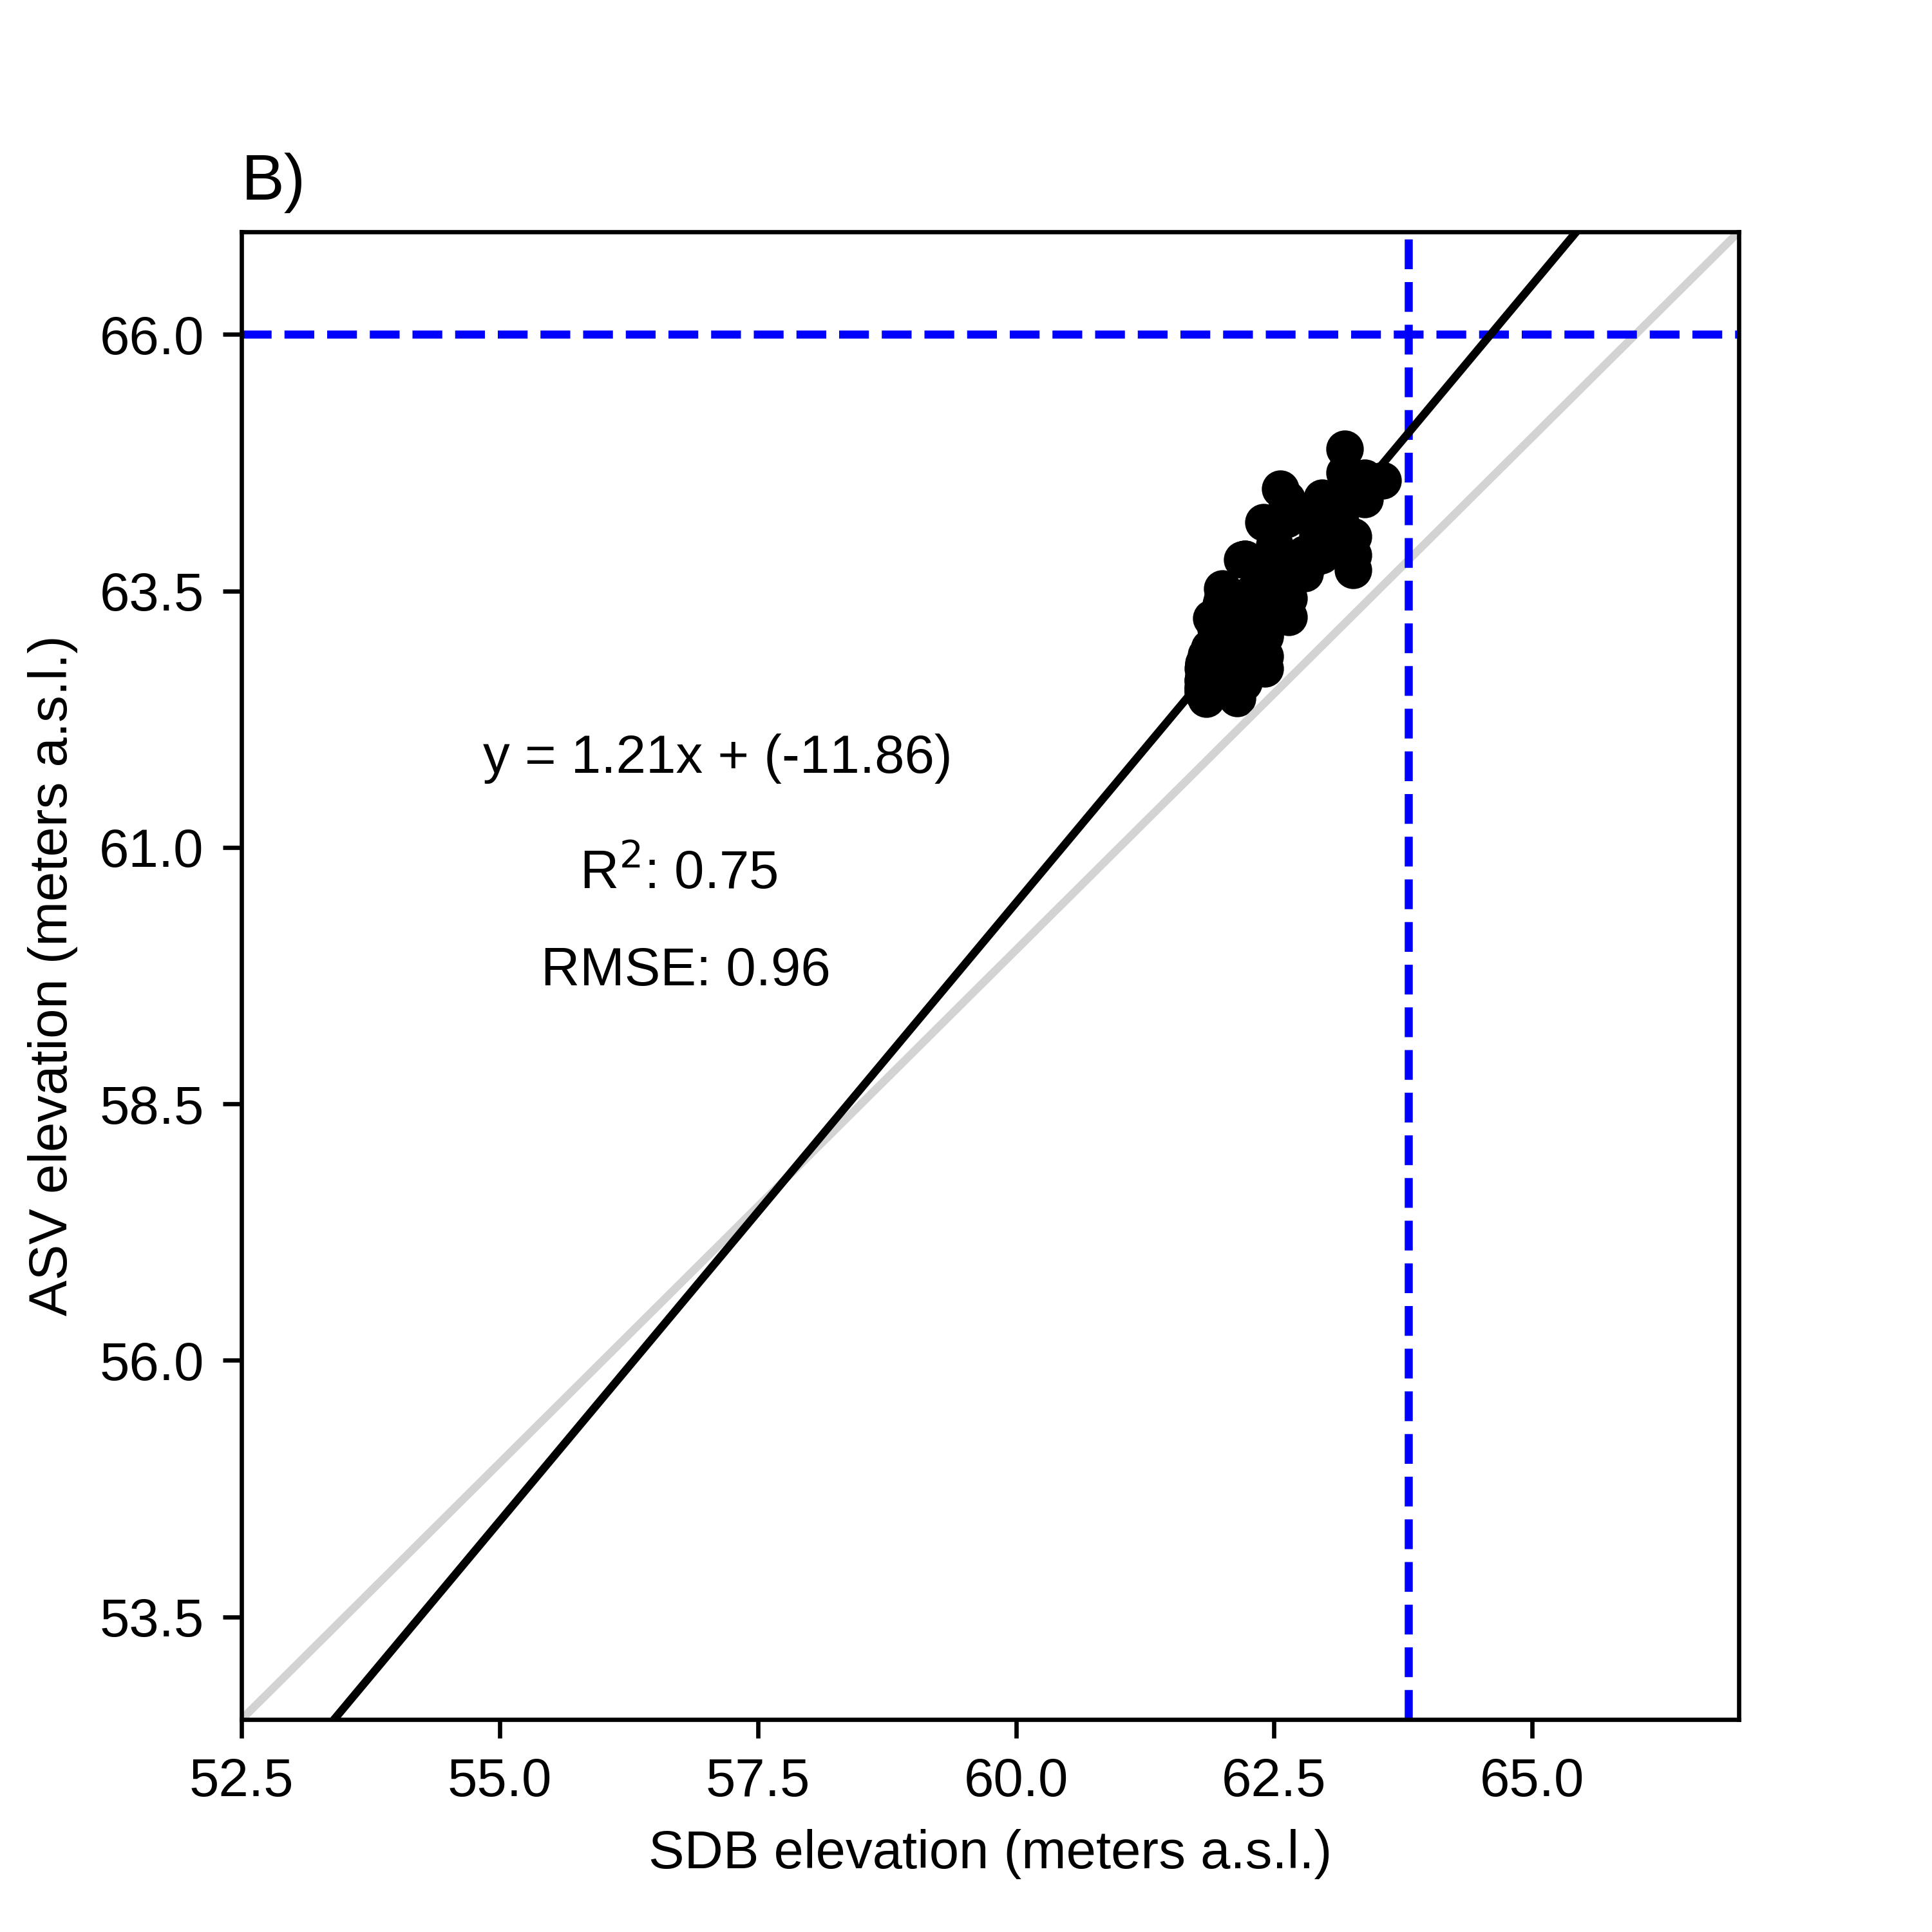 B)
66.0
63.5
61.0
58.5
56.0
53.5
ASV elevation (meters a.s.l.)
y = 1.21x + (-11.86)
R²: 0.75
RMSE: 0.96
52.5 55.0 57.5 60.0 62.5 65.0
SDB elevation (meters a.s.l.)